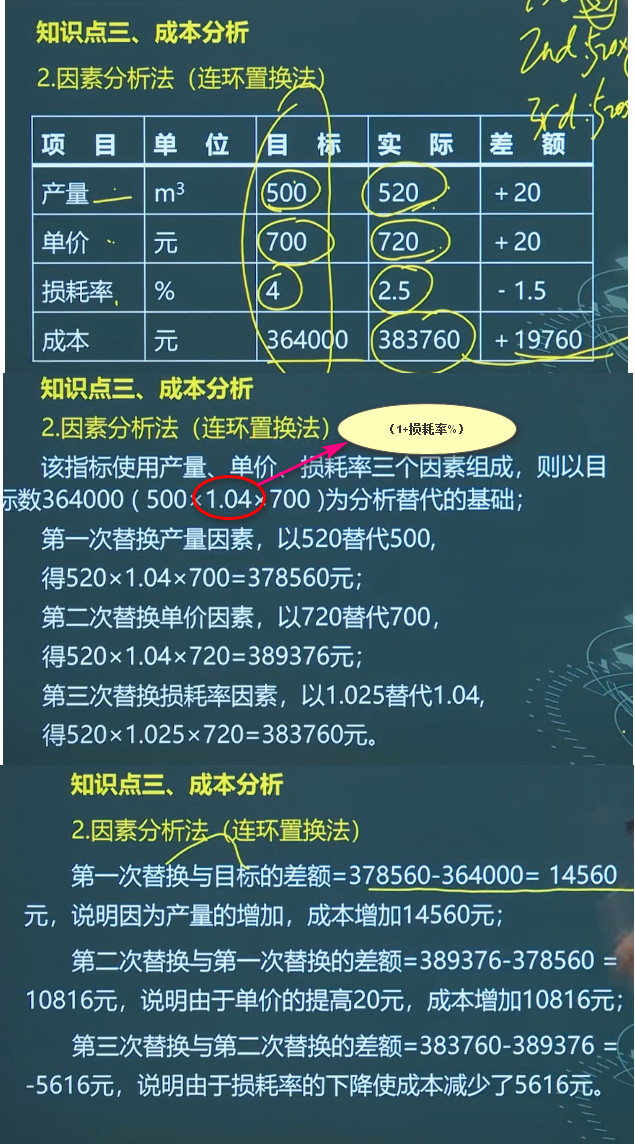 知识点三、成本分析
2.因素分析法（连环置换法）
2nd:520×
3rd:520×
项 目 单 位 目 标 实 际 差 额
产量 m³ 500 520 +20
单价 元 700 720 +20
损耗率 % 4 2.5 -1.5
成本 元 364000 383760 +19760
知识点三、成本分析
2.因素分析法（连环置换法）
（1+损耗率%）
该指标使用产量、单价、损耗率三个因素组成，则以目
标数364000（500×1.04×700）为分析替代的基础；
第一次替换产量因素，以520替代500，
得520×1.04×700=378560元；
第二次替换单价因素，以720替代700，
得520×1.04×720=389376元；
第三次替换损耗率因素，以1.025替代1.04，
得520×1.025×720=383760元。
知识点三、成本分析
2.因素分析法（连环置换法）
第一次替换与目标的差额=378560-364000= 14560
元，说明因为产量的增加，成本增加14560元；
第二次替换与第一次替换的差额=389376-378560 =
10816元，说明由于单价的提高20元，成本增加10816元；
第三次替换与第二次替换的差额=383760-389376 =
-5616元，说明由于损耗率的下降使成本减少了5616元。